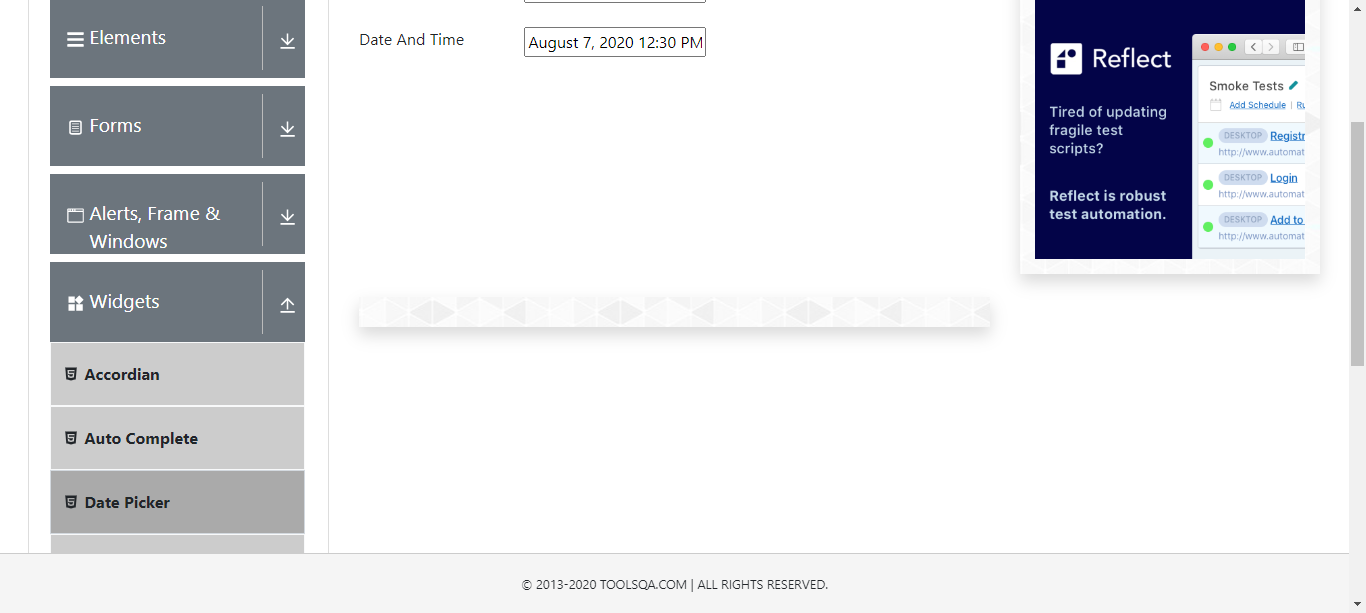 Elements
Forms
Alerts, Frame &
Windows
Widgets
Accordian
Auto Complete
Date Picker
Date And Time
August 7, 2020 12:30 PM
Reflect
Tired of updating
fragile test
scripts?
Reflect is robust
test automation.
Smoke Tests
Add Schedule |
DESKTOP Registr
http://www.automat
DESKTOP Login
http://www.automat
DESKTOP Add to
http://www.automat
© 2013-2020 TOOLSQA.COM | ALL RIGHTS RESERVED.